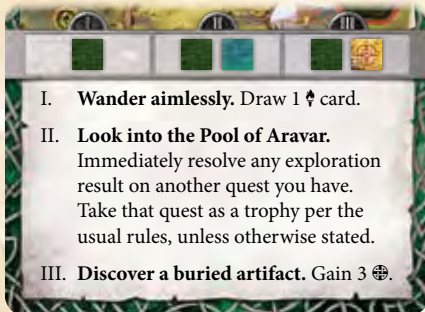 I II III
I. Wander aimlessly. Draw 1 card.
II. Look into the Pool of Aravar.
Immediately resolve any exploration
result on another quest you have.
Take that quest as a trophy per the
usual rules, unless otherwise stated.
III. Discover a buried artifact. Gain 3 .